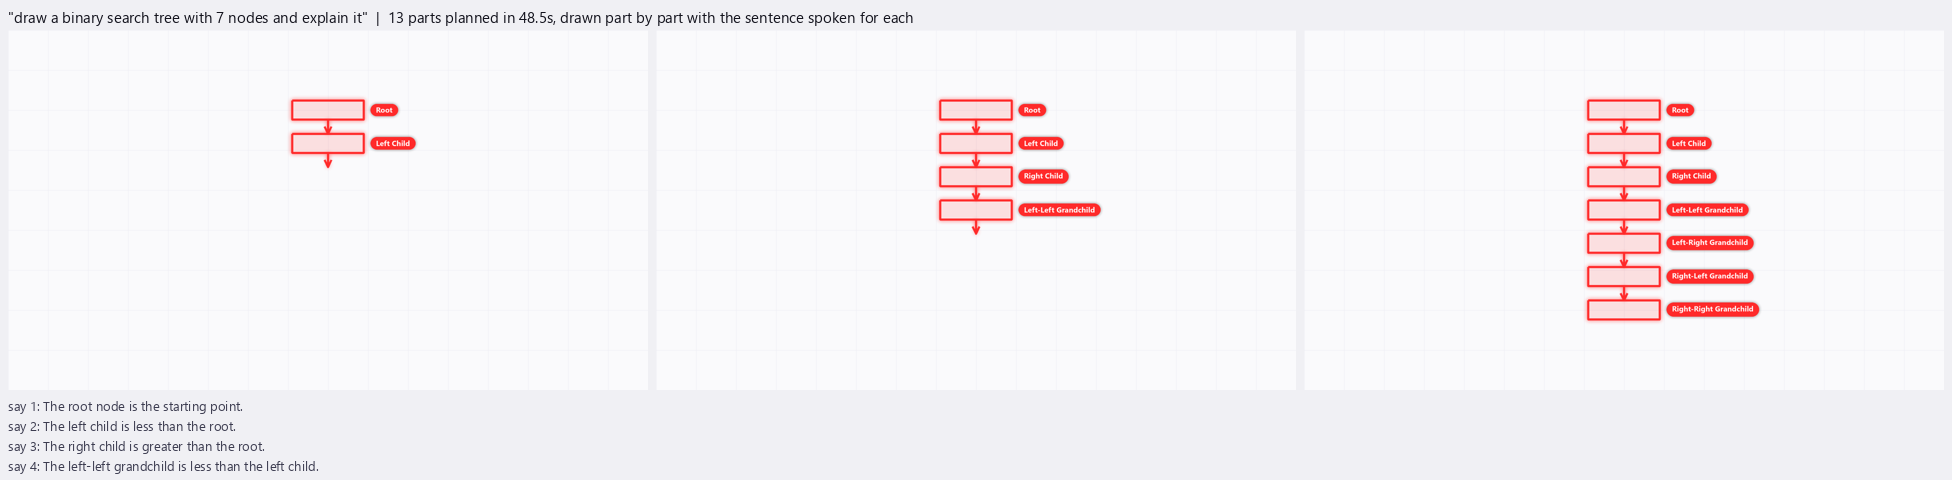 "draw a binary search tree with 7 nodes and explain it"  |  13 parts planned in 48.5s, drawn part by part with the sentence spoken for each
Root
Left Child
Root
Left Child
Right Child
Left-Left Grandchild
Root
Left Child
Right Child
Left-Left Grandchild
Left-Right Grandchild
Right-Left Grandchild
Right-Right Grandchild
say 1: The root node is the starting point.
say 2: The left child is less than the root.
say 3: The right child is greater than the root.
say 4: The left-left grandchild is less than the left child.